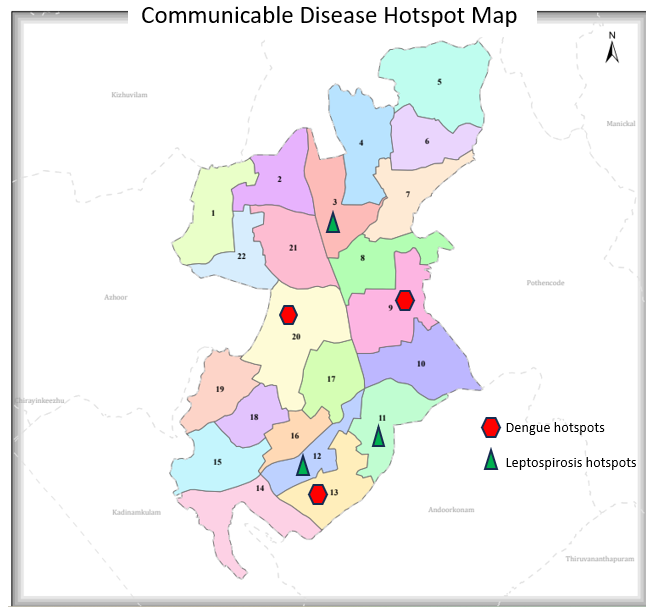 Communicable Disease Hotspot Map
N
5
Kizhuvilam
Manickal
4
6
2
7
3
1
21
22
8
Pothencode
Azhoor
9
20
10
17
19
Chirayinkeezha
18
11
16
Dengue hotspots
12
15
Leptospirosis hotspots
14
13
Kadinamkulam
Andoorkonam
Thiruvananthapuram